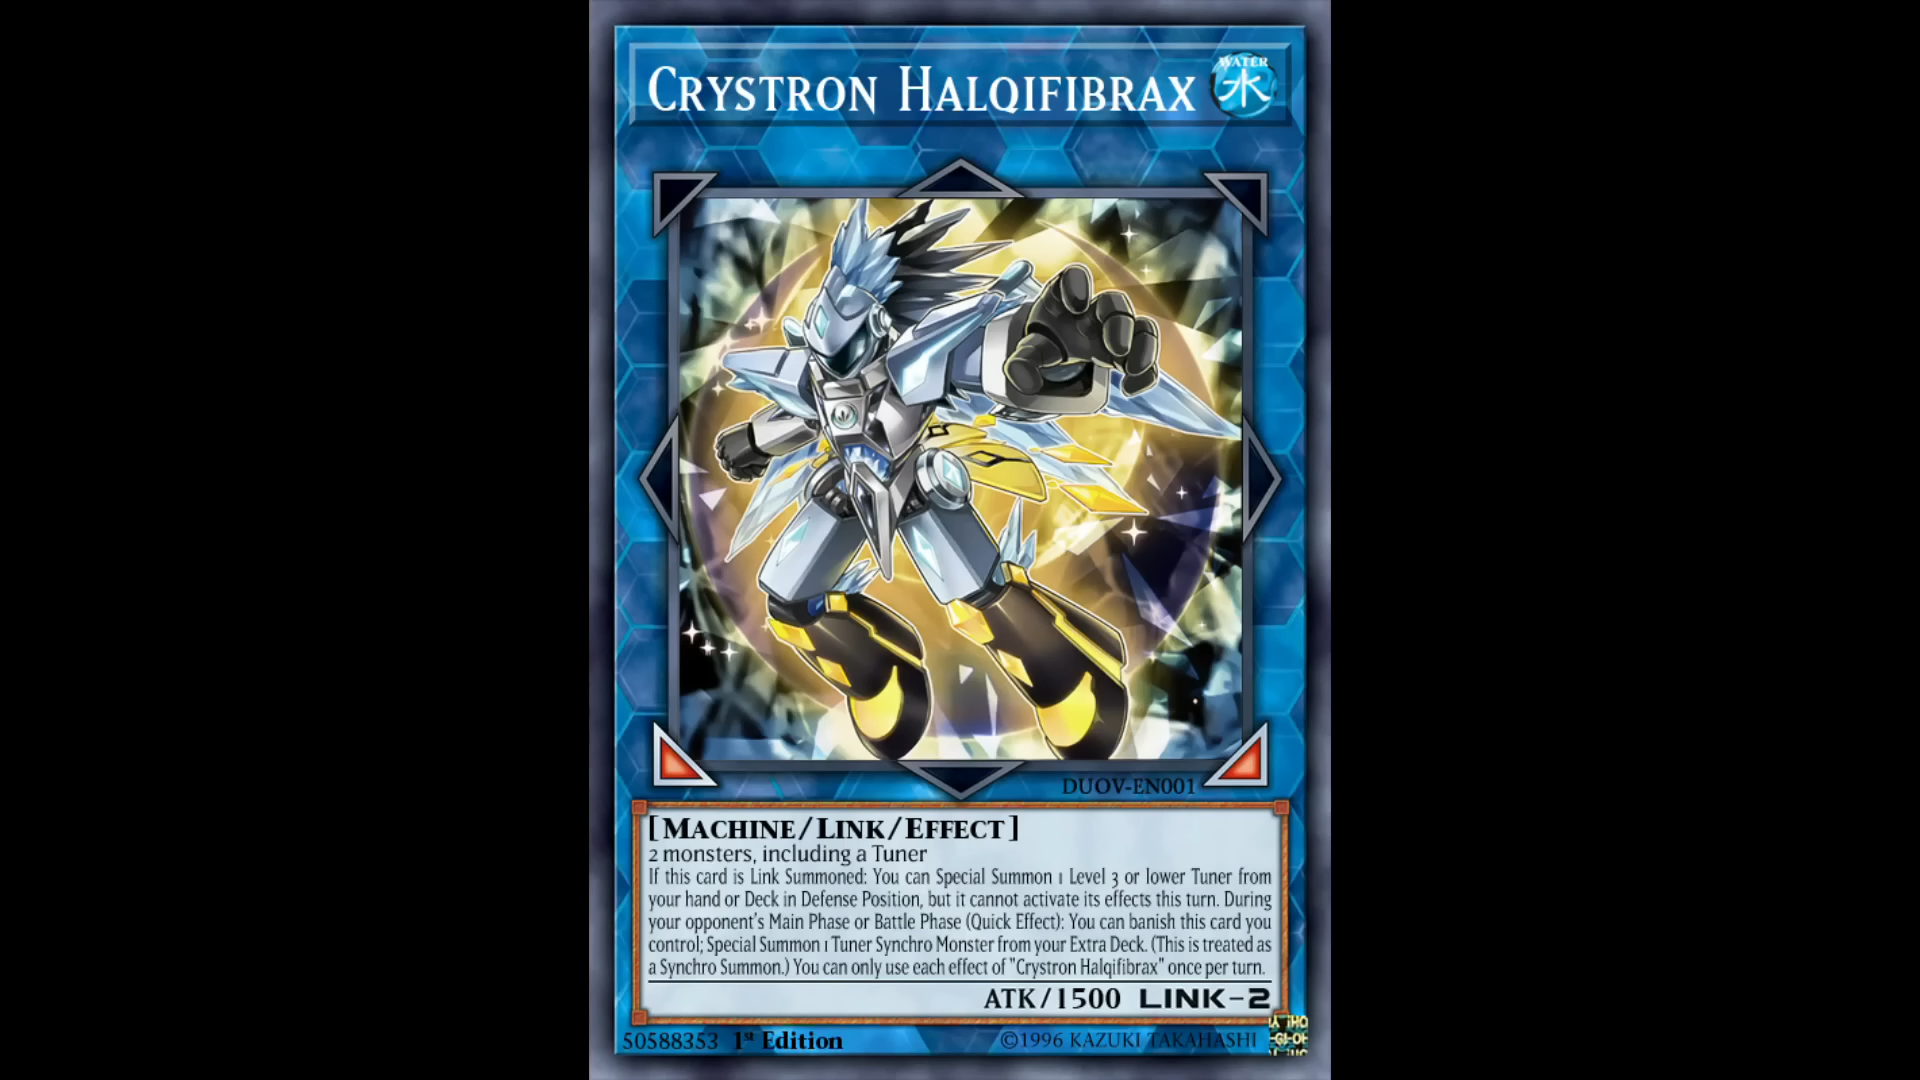 Crystron Halqifibrax
WATER
水
DUOV-EN001
[Machine/Link/Effect]
2 monsters, including a Tuner
If this card is Link Summoned: You can Special Summon 1 Level 3 or lower Tuner from
your hand or Deck in Defense Position, but it cannot activate its effects this turn. During
your opponent's Main Phase or Battle Phase (Quick Effect): You can banish this card you
control; Special Summon 1 Tuner Synchro Monster from your Extra Deck. (This is treated as
a Synchro Summon.) You can only use each effect of "Crystron Halqifibrax" once per turn.
ATK/1500 LINK-2
50588353 1st Edition ©1996 KAZUKI TAKAHASHI